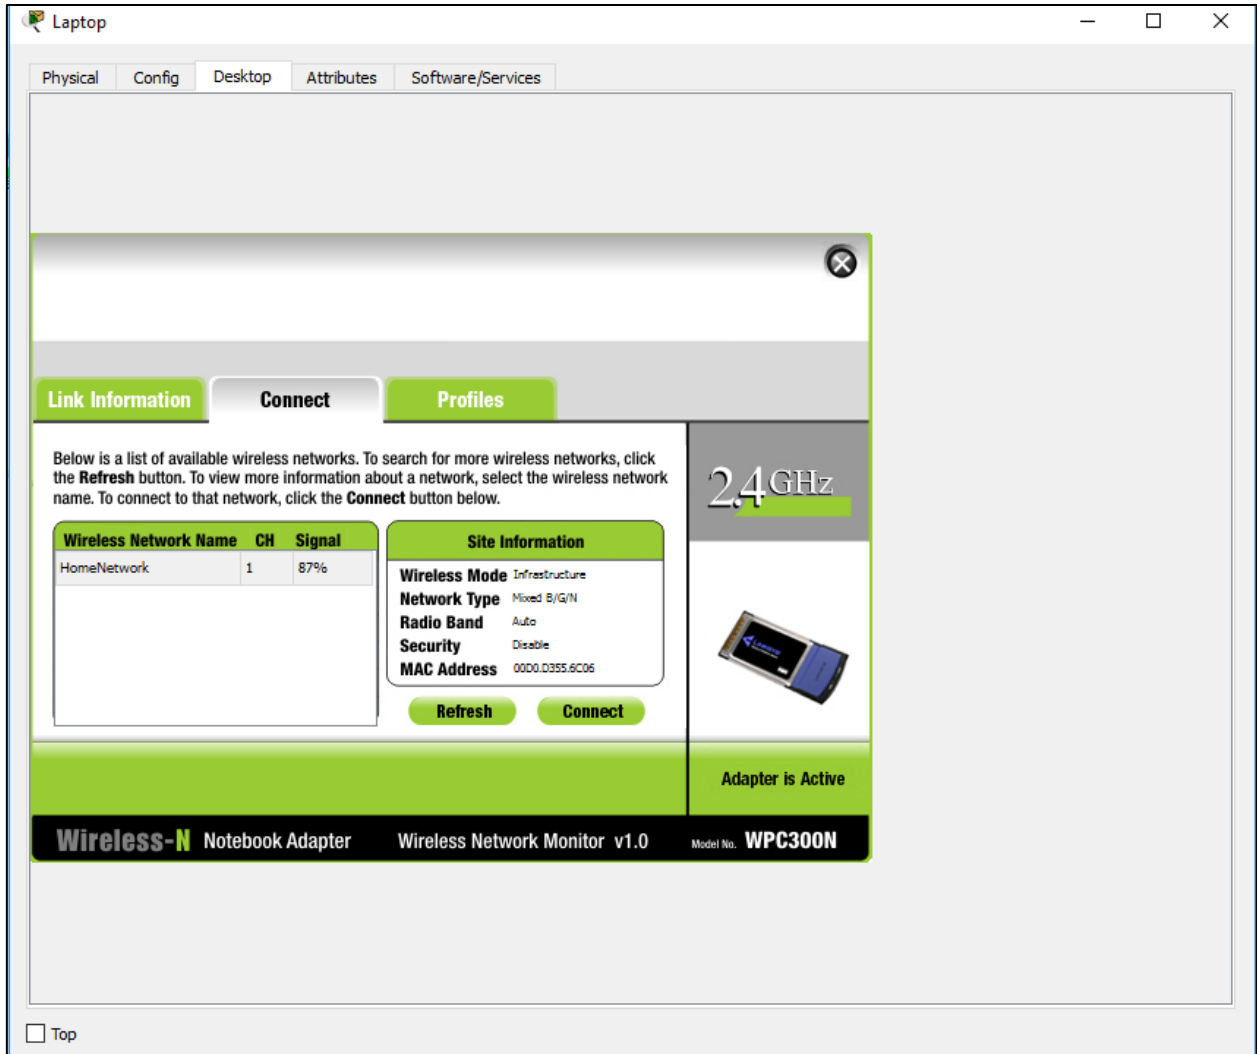 Laptop
Physical Config Desktop Attributes Software/Services
Link Information Connect Profiles
Below is a list of available wireless networks. To search for more wireless networks, click
the Refresh button. To view more information about a network, select the wireless network
name. To connect to that network, click the Connect button below.
2.4GHz
Wireless Network Name CH Signal
HomeNetwork 1 87%
Site Information
Wireless Mode Infrastructure
Network Type Mixed B/G/N
Radio Band Auto
Security Disable
MAC Address 00D0.D355.6C06
Refresh Connect
Adapter is Active
Wireless-N Notebook Adapter Wireless Network Monitor v1.0 Model No. WPC300N
Top